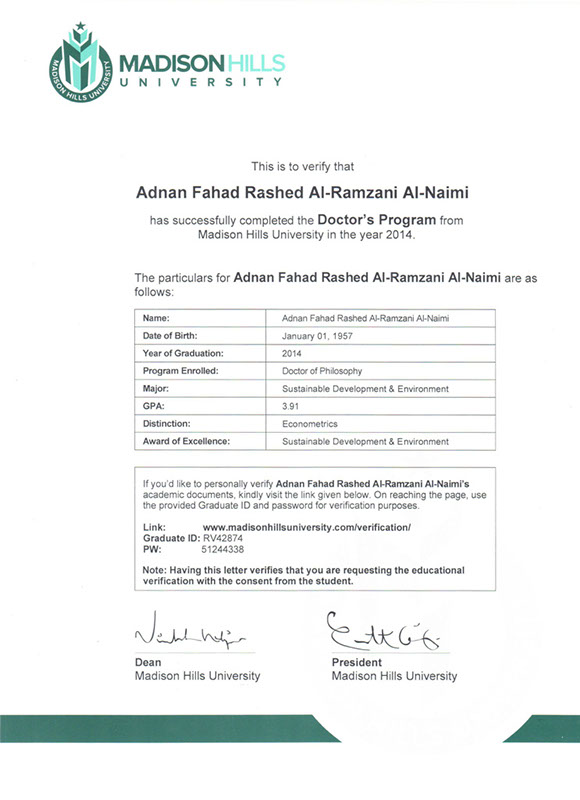 MADISON HILLS UNIVERSITY
MADISONHILLS
UNIVERSITY
This is to verify that
Adnan Fahad Rashed Al-Ramzani Al-Naimi
has successfully completed the Doctor's Program from
Madison Hills University in the year 2014.
The particulars for Adnan Fahad Rashed Al-Ramzani Al-Naimi are as
follows:
Name: Adnan Fahad Rashed Al-Ramzani Al-Naimi
Date of Birth: January 01, 1957
Year of Graduation: 2014
Program Enrolled: Doctor of Philosophy
Major: Sustainable Development & Environment
GPA: 3.91
Distinction: Econometrics
Award of Excellence: Sustainable Development & Environment
If you'd like to personally verify Adnan Fahad Rashed Al-Ramzani Al-Naimi's
academic documents, kindly visit the link given below. On reaching the page, use
the provided Graduate ID and password for verification purposes.
Link: www.madisonhillsuniversity.com/verification/
Graduate ID: RV42874
PW: 51244338
Note: Having this letter verifies that you are requesting the educational
verification with the consent from the student.
Dean President
Madison Hills University Madison Hills University